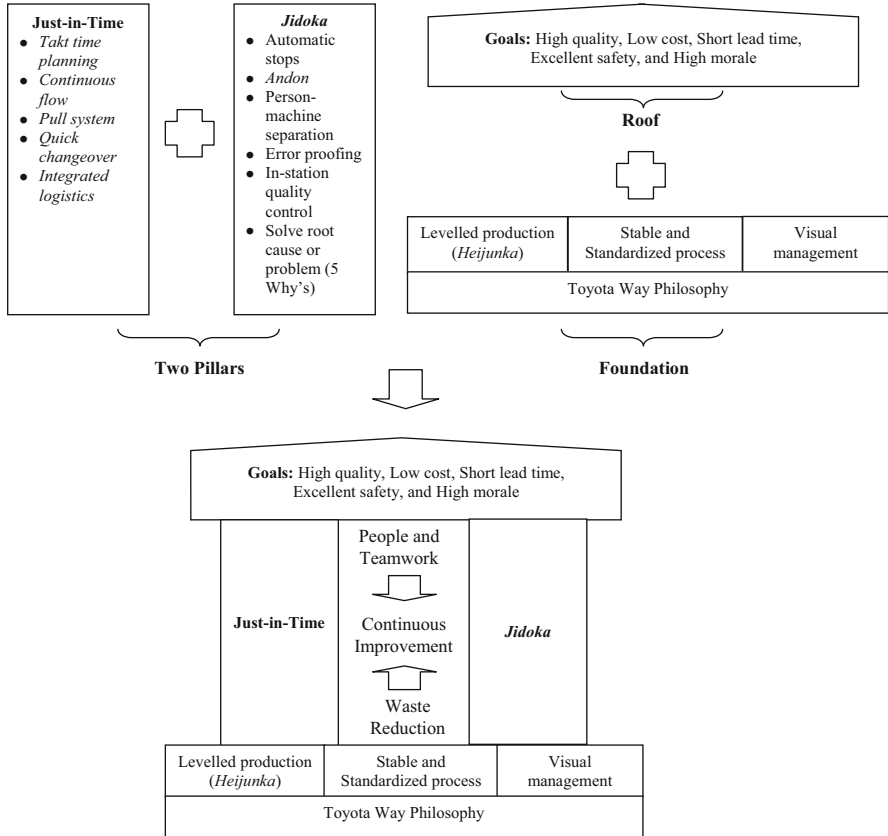 Just-in-Time
● Takt time
planning
● Continuous
flow
● Pull system
● Quick
changeover
● Integrated
logistics
Jidoka
● Automatic
stops
● Andon
● Person-
machine
separation
● Error proofing
● In-station
quality
control
● Solve root
cause or
problem (5
Why's)
Two Pillars
Goals: High quality, Low cost, Short lead time,
Excellent safety, and High morale
Roof
Levelled production
(Heijunka)
Stable and
Standardized process
Visual
management
Toyota Way Philosophy
Foundation
Goals: High quality, Low cost, Short lead time,
Excellent safety, and High morale
Just-in-Time
People and
Teamwork
Continuous
Improvement
Waste
Reduction
Jidoka
Levelled production
(Heijunka)
Stable and
Standardized process
Visual
management
Toyota Way Philosophy